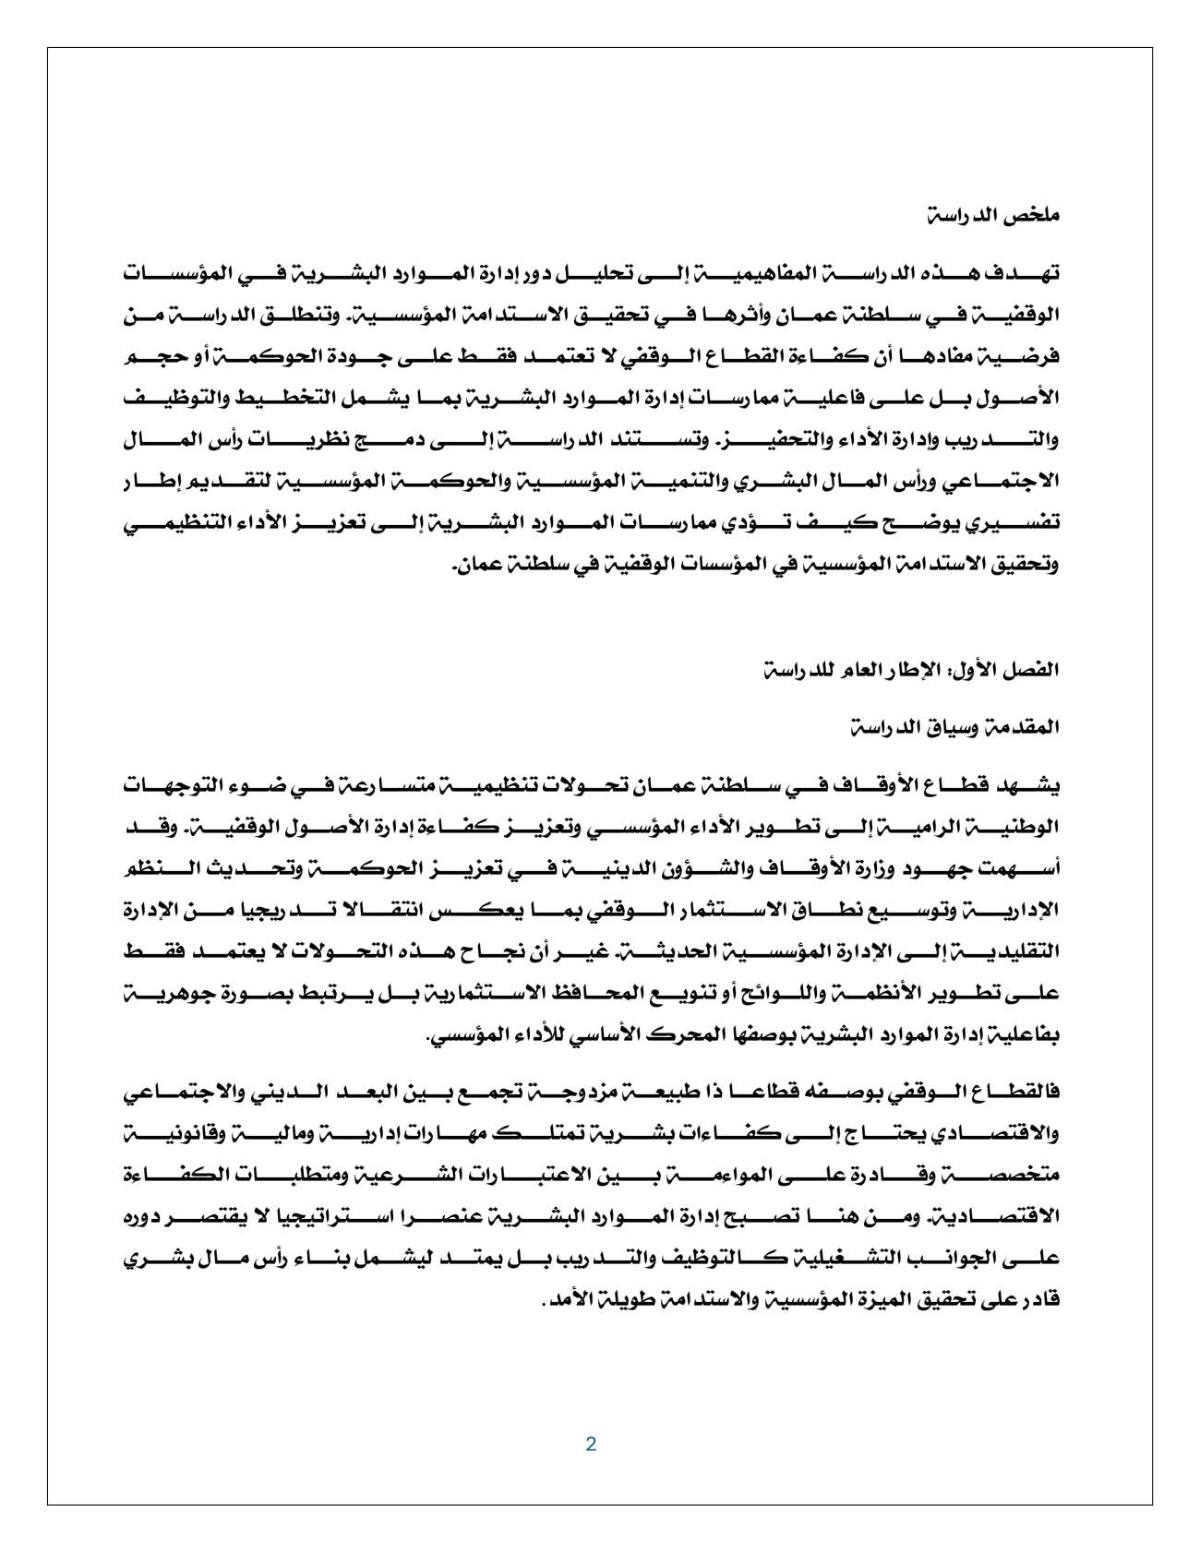 ملخص الدراسة
تهدف هذه الدراسة المفاهيمية إلى تحليل دور إدارة الموارد البشرية في المؤسسات
الوقفية في سلطنة عمان وأثرها في تحقيق الاستدامة المؤسسية. وتنطلق الدراسة من
فرضية مفادها أن كفاءة القطاع الوقفي لا تعتمد فقط على جودة الحوكمة أو حجم
الأصول بل على فاعلية ممارسات إدارة الموارد البشرية بما يشمل التخطيط والتوظيف
والتدريب وإدارة الأداء والتحفيز. وتستند الدراسة إلى دمج نظريات رأس المال
الاجتماعي ورأس المال البشري والتنمية المؤسسية والحوكمة المؤسسية لتقديم إطار
تفسيري يوضح كيف تؤدي ممارسات الموارد البشرية إلى تعزيز الأداء التنظيمي
وتحقيق الاستدامة المؤسسية في المؤسسات الوقفية في سلطنة عمان.
الفصل الأول: الإطار العام للدراسة
المقدمة وسياق الدراسة
يشهد قطاع الأوقاف في سلطنة عمان تحولات تنظيمية متسارعة في ضوء التوجهات
الوطنية الرامية إلى تطوير الأداء المؤسسي وتعزيز كفاءة إدارة الأصول الوقفية. وقد
أسهمت جهود وزارة الأوقاف والشؤون الدينية في تعزيز الحوكمة وتحديث النظم
الإدارية وتوسيع نطاق الاستثمار الوقفي بما يعكس انتقالا تدريجيا من الإدارة
التقليدية إلى الإدارة المؤسسية الحديثة. غير أن نجاح هذه التحولات لا يعتمد فقط
على تطوير الأنظمة واللوائح أو تنويع المحافظ الاستثمارية بل يرتبط بصورة جوهرية
بفاعلية إدارة الموارد البشرية بوصفها المحرك الأساسي للأداء المؤسسي.
فالقطاع الوقفي بوصفه قطاعا ذا طبيعة مزدوجة تجمع بين البعد الديني والاجتماعي
والاقتصادي يحتاج إلى كفاءات بشرية تمتلك مهارات إدارية ومالية وقانونية
متخصصة وقادرة على المواءمة بين الاعتبارات الشرعية ومتطلبات الكفاءة
الاقتصادية. ومن هنا تصبح إدارة الموارد البشرية عنصرا استراتيجيا لا يقتصر دوره
على الجوانب التشغيلية كالتوظيف والتدريب بل يمتد ليشمل بناء رأس مال بشري
قادر على تحقيق الميزة المؤسسية والاستدامة طويلة الأمد.
2